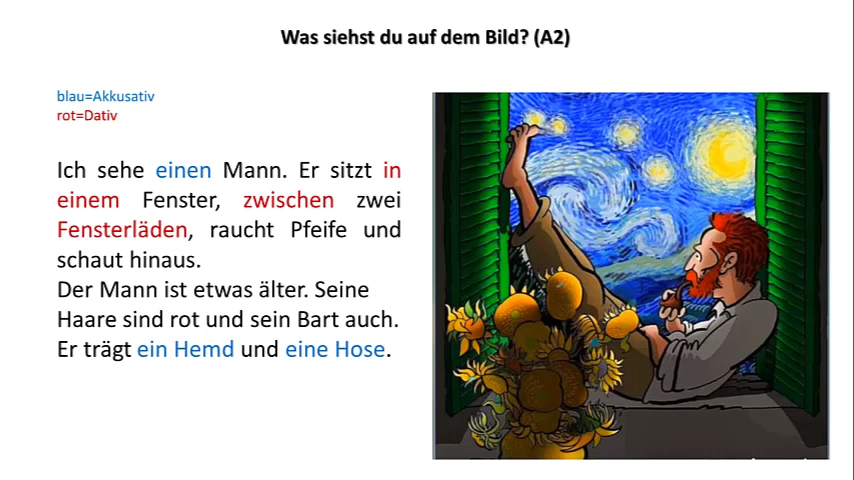 Was siehst du auf dem Bild? (A2)
blau=Akkusativ
rot=Dativ
Ich sehe einen Mann. Er sitzt in
einem Fenster, zwischen zwei
Fensterläden, raucht Pfeife und
schaut hinaus.
Der Mann ist etwas älter. Seine
Haare sind rot und sein Bart auch.
Er trägt ein Hemd und eine Hose.